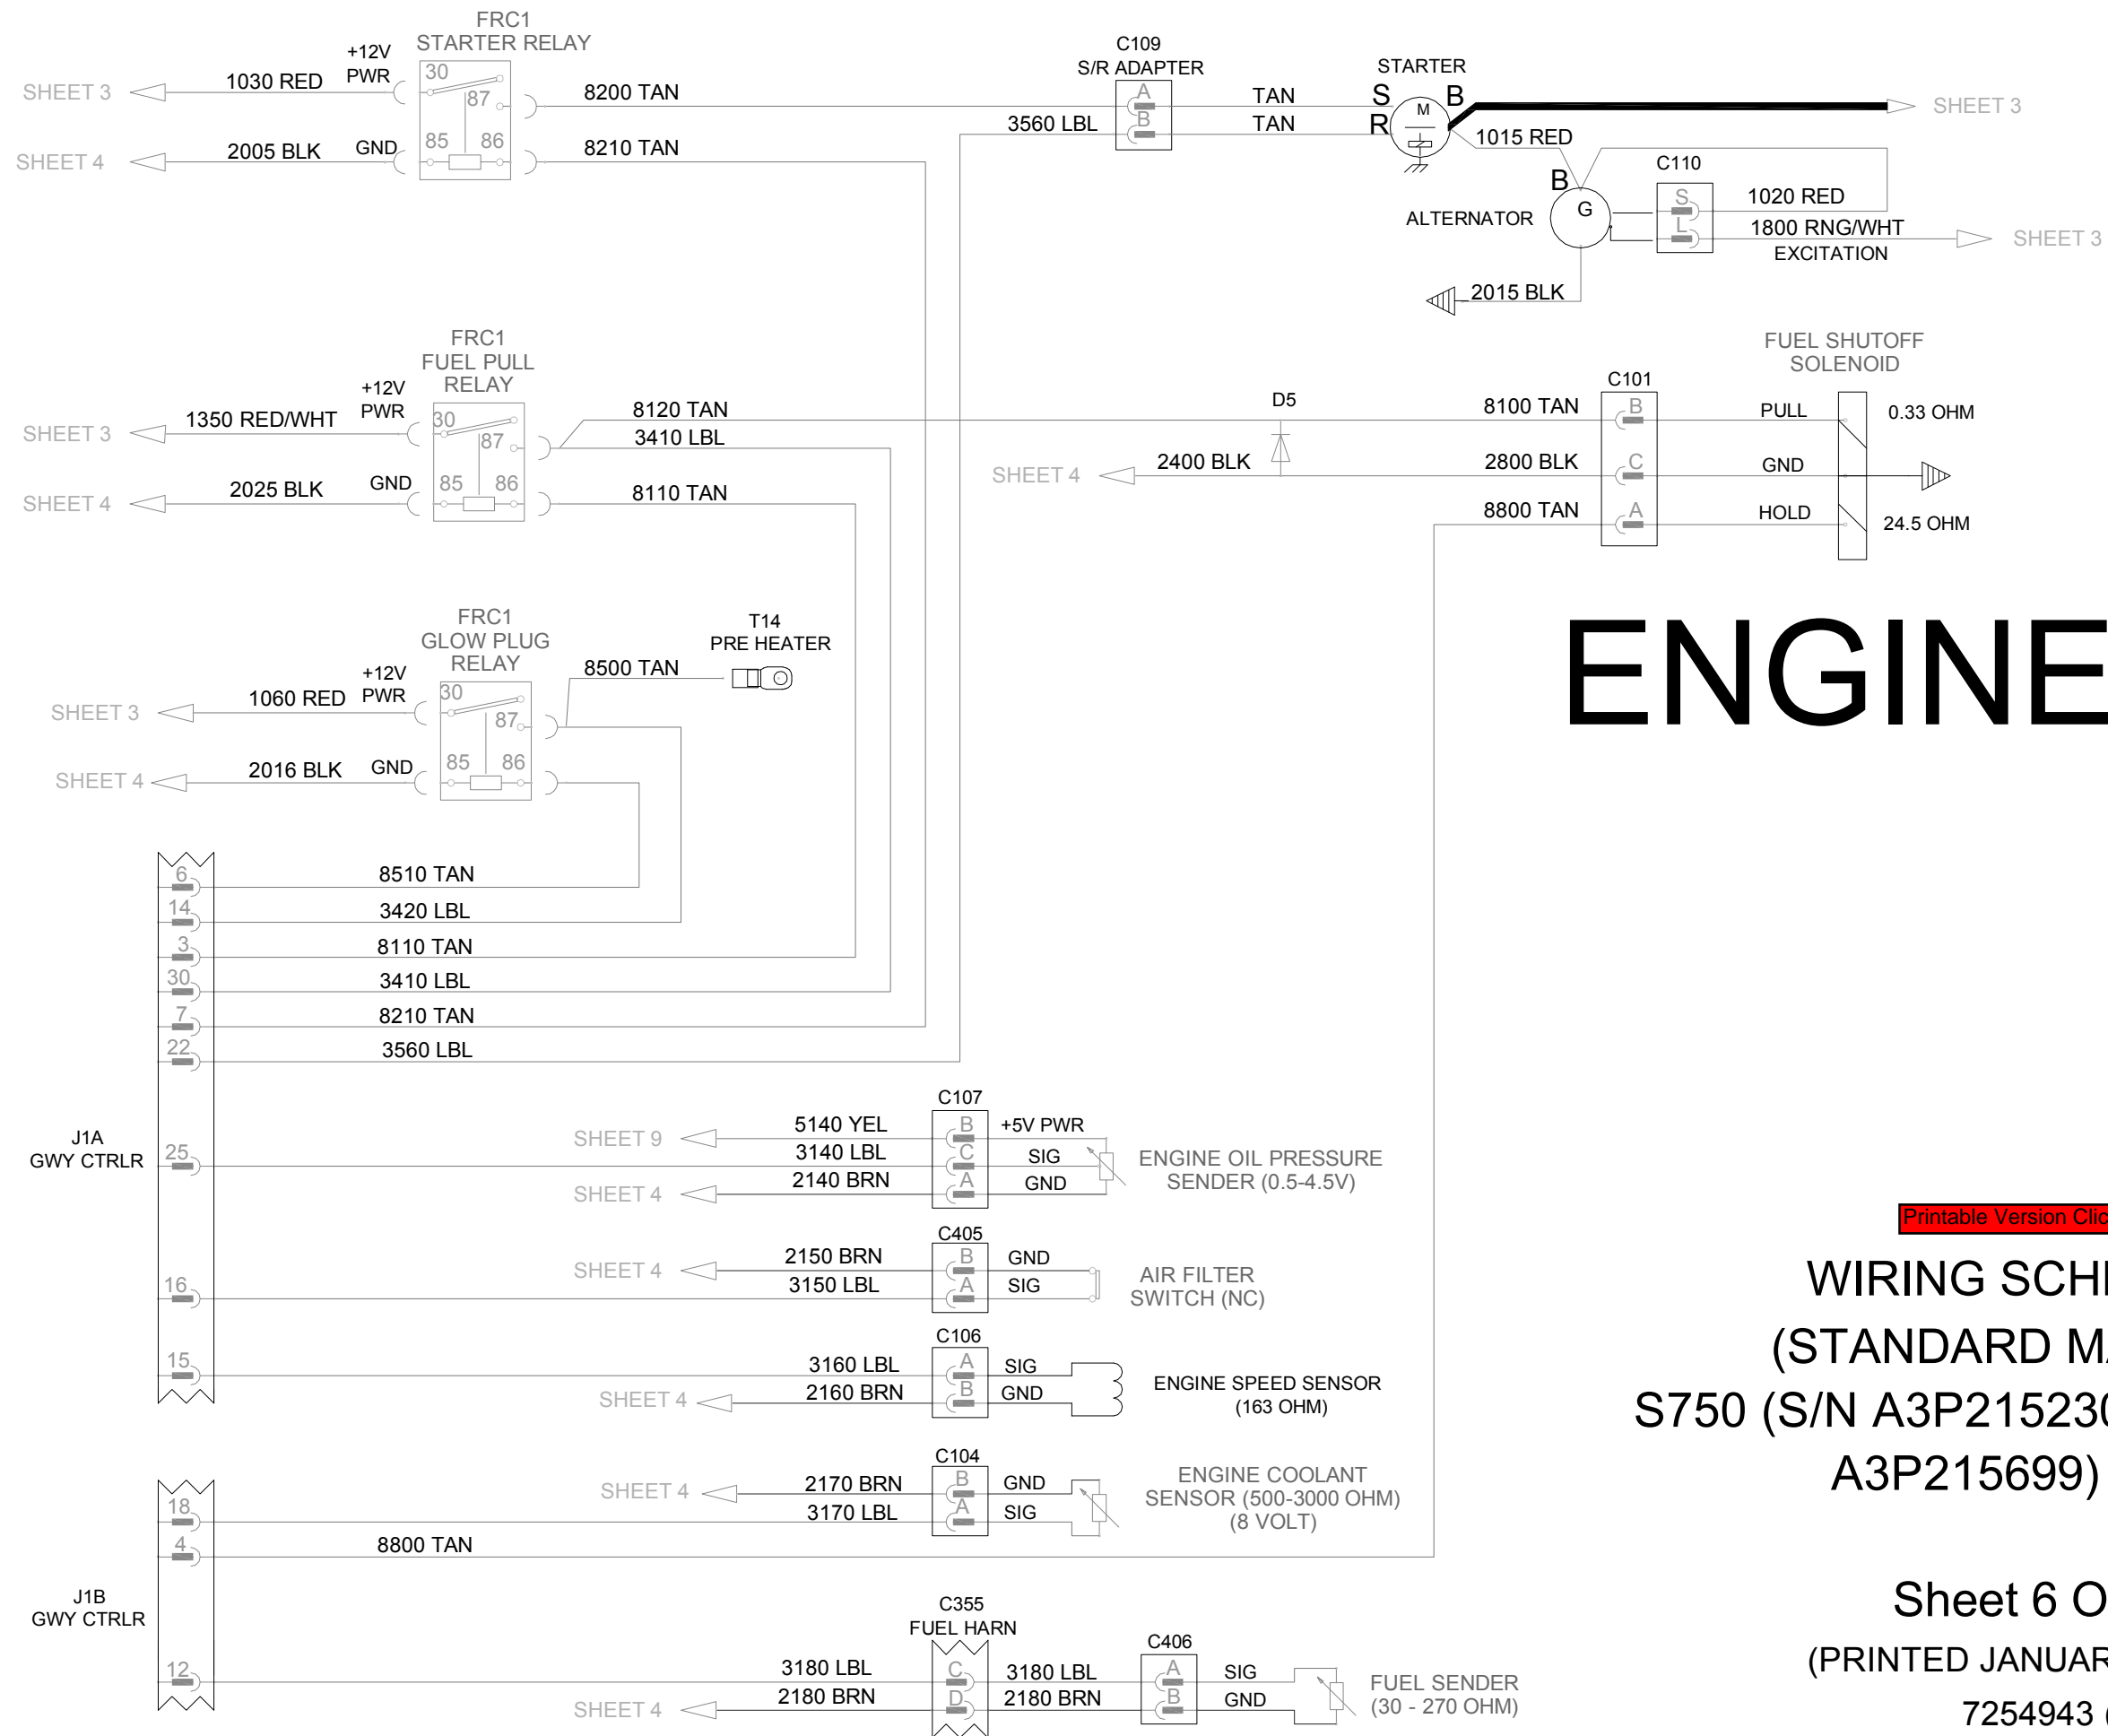 FRC1
STARTER RELAY
+12V
PWR
SHEET 3
1030 RED
30
87
8200 TAN
SHEET 4
2005 BLK
GND
85 86
8210 TAN
C109
S/R ADAPTER
A
B
3560 LBL
TAN
TAN
STARTER
S
R
M
B
SHEET 3
1015 RED
B
G
ALTERNATOR
C110
S
L
1020 RED
1800 RNG/WHT
EXCITATION
SHEET 3
2015 BLK
FRC1
FUEL PULL
RELAY
+12V
PWR
SHEET 3
1350 RED/WHT
30
87
8120 TAN
3410 LBL
SHEET 4
2025 BLK
GND
85 86
8110 TAN
D5
SHEET 4
2400 BLK
C101
8100 TAN
B
PULL
2800 BLK
C
GND
8800 TAN
A
HOLD
FUEL SHUTOFF
SOLENOID
0.33 OHM
24.5 OHM
FRC1
GLOW PLUG
RELAY
+12V
PWR
SHEET 3
1060 RED
30
87
8500 TAN
T14
PRE HEATER
SHEET 4
2016 BLK
GND
85 86
ENGINE
J1A
GWY CTRLR
6
8510 TAN
14
3420 LBL
3
8110 TAN
30
3410 LBL
7
8210 TAN
22
3560 LBL
25
16
15
C107
SHEET 9
5140 YEL
B
+5V PWR
3140 LBL
C
SIG
SHEET 4
2140 BRN
A
GND
ENGINE OIL PRESSURE
SENDER (0.5-4.5V)
C405
SHEET 4
2150 BRN
B
GND
3150 LBL
A
SIG
AIR FILTER
SWITCH (NC)
C106
3160 LBL
A
SIG
SHEET 4
2160 BRN
B
GND
ENGINE SPEED SENSOR
(163 OHM)
C104
SHEET 4
2170 BRN
B
GND
3170 LBL
A
SIG
ENGINE COOLANT
SENSOR (500-3000 OHM)
(8 VOLT)
J1B
GWY CTRLR
18
4
8800 TAN
12
C355
FUEL HARN
3180 LBL
C
3180 LBL
SHEET 4
2180 BRN
D
2180 BRN
C406
A
SIG
B
GND
FUEL SENDER
(30 - 270 OHM)
Printable Version Clic
WIRING SCH
(STANDARD M
S750 (S/N A3P21523
A3P215699)
Sheet 6 O
(PRINTED JANUAR
7254943 (